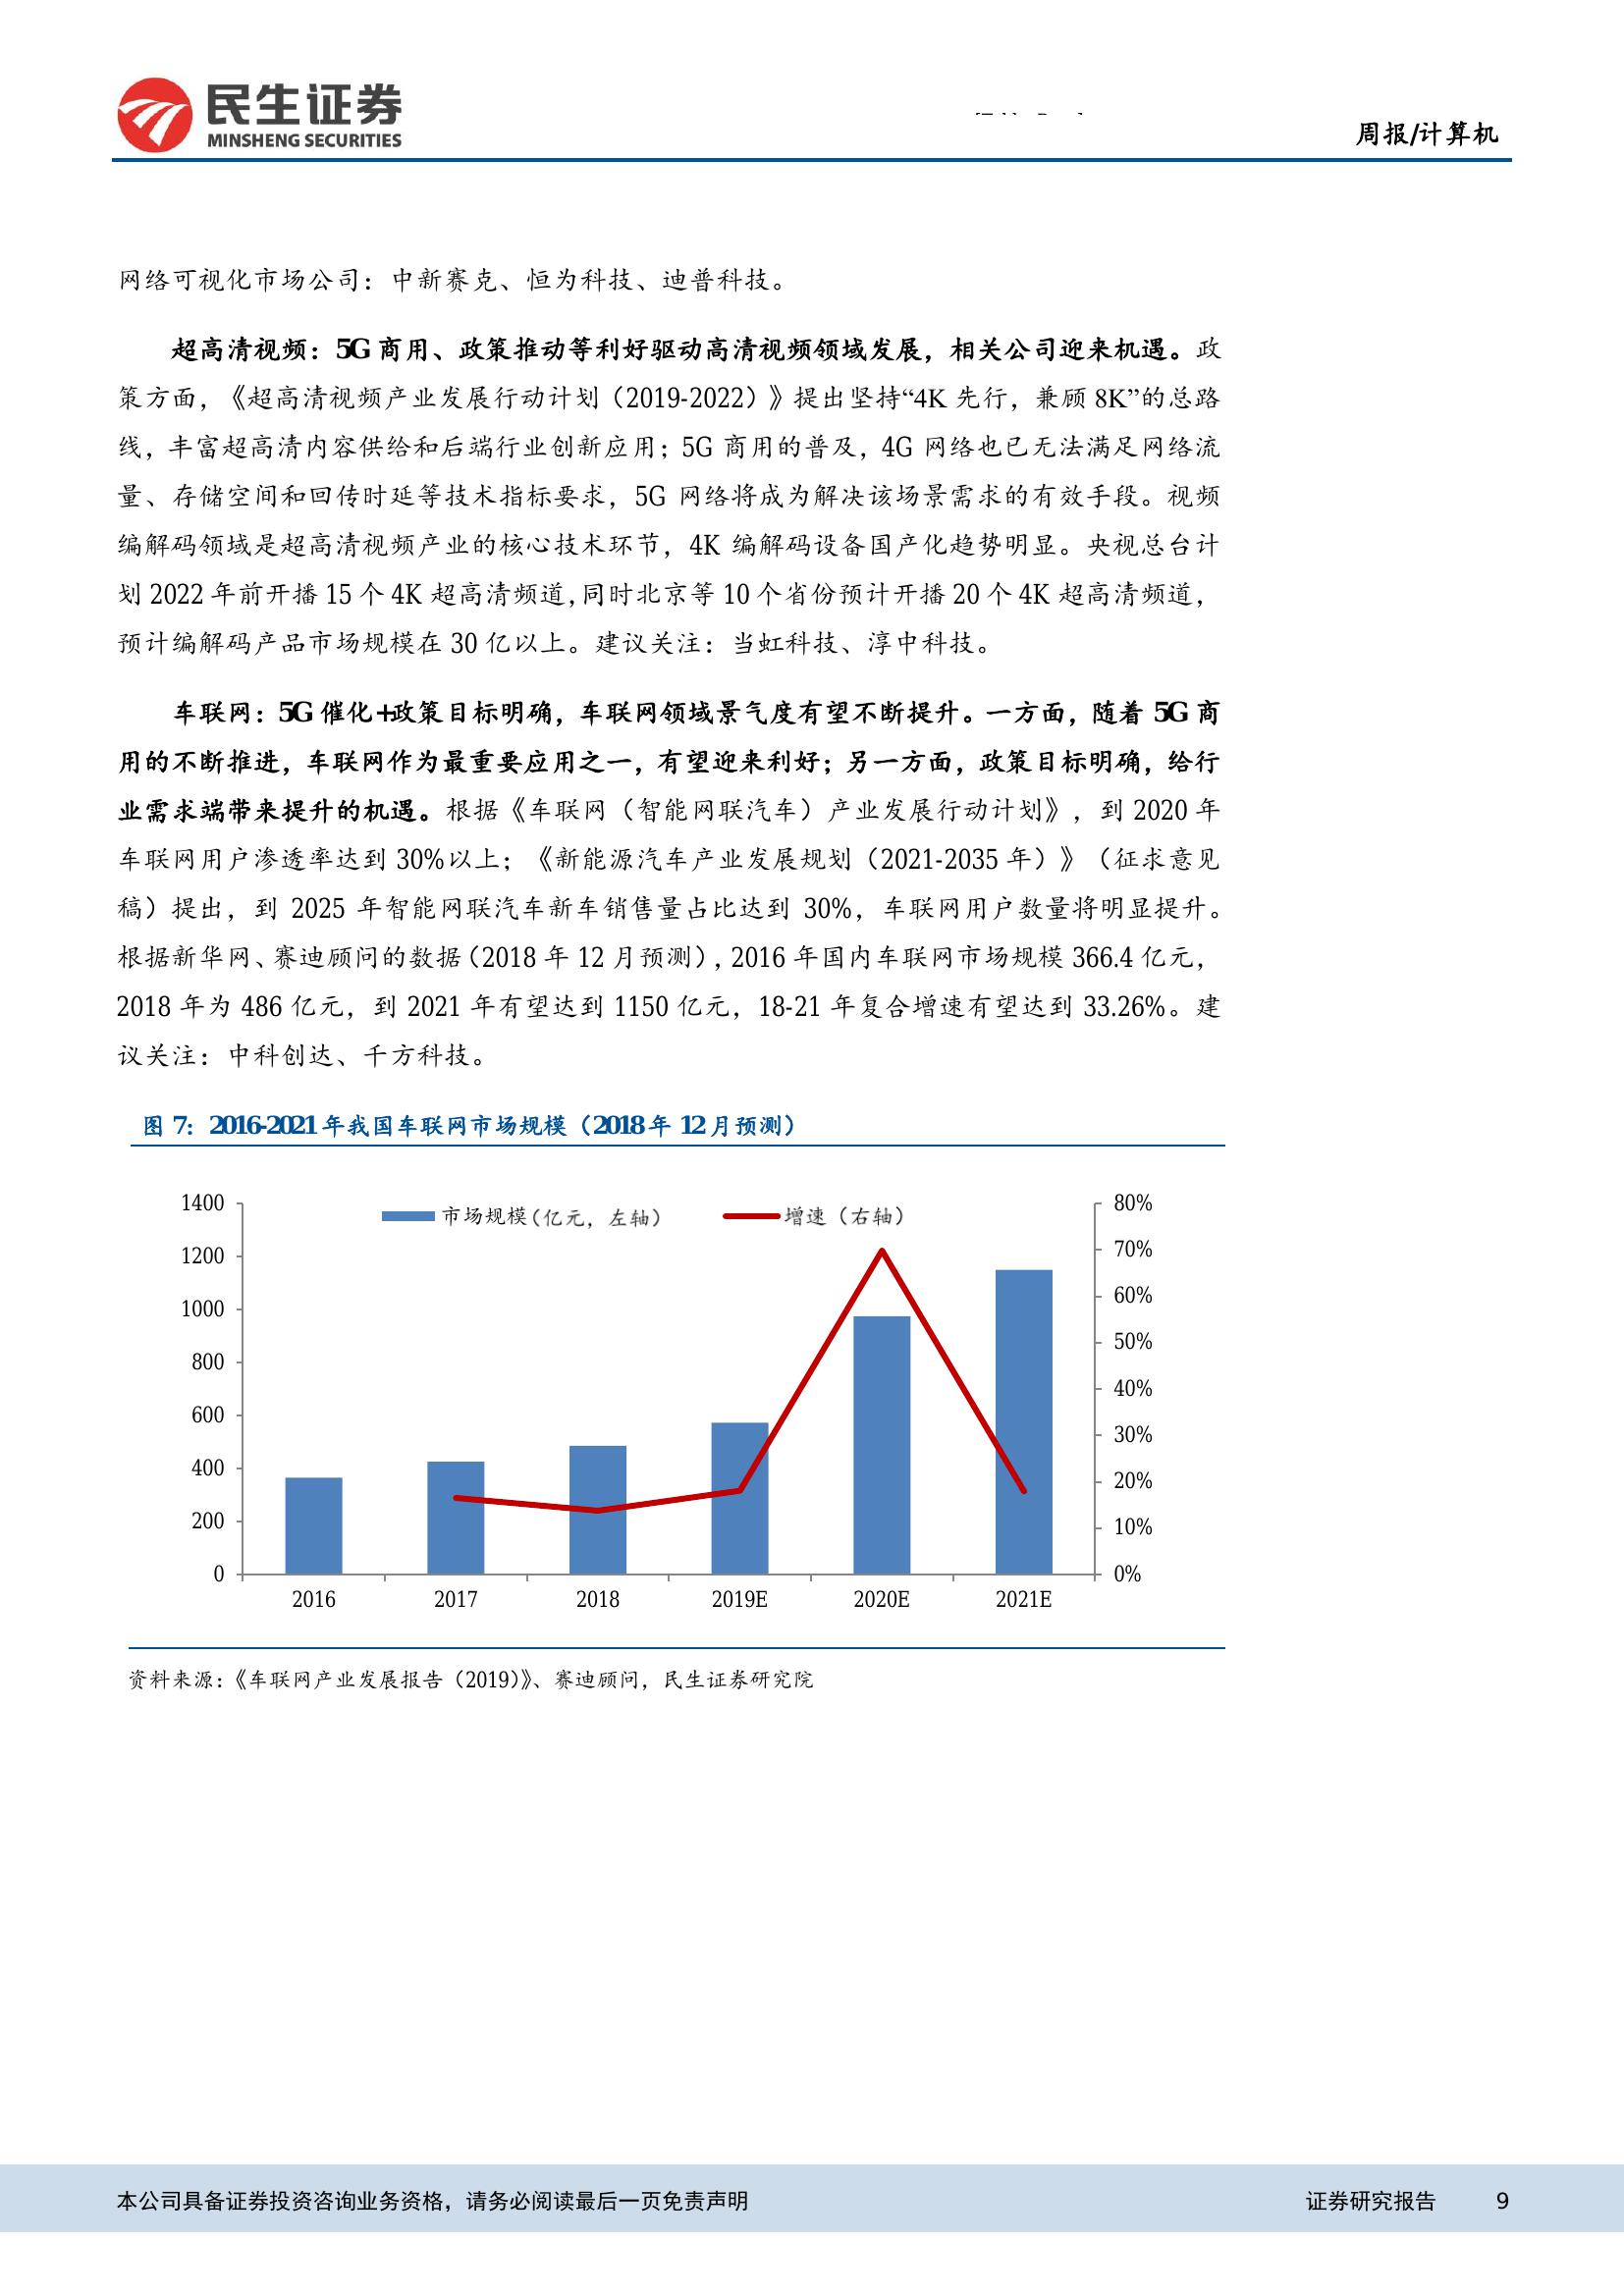 民生证券
MINSHENG SECURITIES
周报/计算机
网络可视化市场公司：中新赛克、恒为科技、迪普科技。
超高清视频：5G 商用、政策推动等利好驱动高清视频领域发展，相关公司迎来机遇。政
策方面，《超高清视频产业发展行动计划（2019-2022）》提出坚持“4K 先行，兼顾 8K”的总路
线，丰富超高清内容供给和后端行业创新应用；5G 商用的普及，4G 网络也已无法满足网络流
量、存储空间和回传时延等技术指标要求，5G 网络将成为解决该场景需求的有效手段。视频
编解码领域是超高清视频产业的核心技术环节，4K 编解码设备国产化趋势明显。央视总台计
划 2022 年前开播 15 个 4K 超高清频道，同时北京等 10 个省份预计开播 20 个 4K 超高清频道，
预计编解码产品市场规模在 30 亿以上。建议关注：当虹科技、淳中科技。
车联网：5G 催化+政策目标明确，车联网领域景气度有望不断提升。一方面，随着 5G 商
用的不断推进，车联网作为最重要应用之一，有望迎来利好；另一方面，政策目标明确，给行
业需求端带来提升的机遇。根据《车联网（智能网联汽车）产业发展行动计划》，到 2020 年
车联网用户渗透率达到 30%以上；《新能源汽车产业发展规划（2021-2035 年）》（征求意见
稿）提出，到 2025 年智能网联汽车新车销售量占比达到 30%，车联网用户数量将明显提升。
根据新华网、赛迪顾问的数据（2018 年 12 月预测），2016 年国内车联网市场规模 366.4 亿元，
2018 年为 486 亿元，到 2021 年有望达到 1150 亿元，18-21 年复合增速有望达到 33.26%。建
议关注：中科创达、千方科技。
图 7：2016-2021 年我国车联网市场规模（2018 年 12 月预测）
市场规模（亿元，左轴） 增速（右轴）
1400 80%
1200 70%
1000 60%
800 50%
600 40%
400 30%
200 20%
0 10%
0%
2016 2017 2018 2019E 2020E 2021E
资料来源：《车联网产业发展报告（2019）》、赛迪顾问，民生证券研究院
本公司具备证券投资咨询业务资格，请务必阅读最后一页免责声明 证券研究报告 9